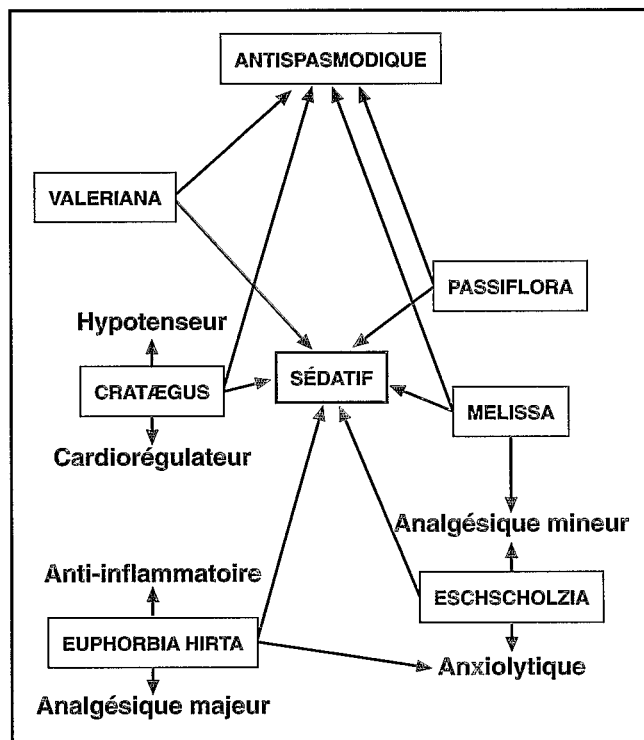 ANTISPASMODIQUE
VALERIANA
PASSIFLORA
Hypotenseur
SÉDATIF
CRATÆGUS
MELISSA
Cardiorégulateur
Analgésique mineur
Anti-inflammatoire
ESCHSCHOLZIA
EUPHORBIA HIRTA
Anxiolytique
Analgésique majeur